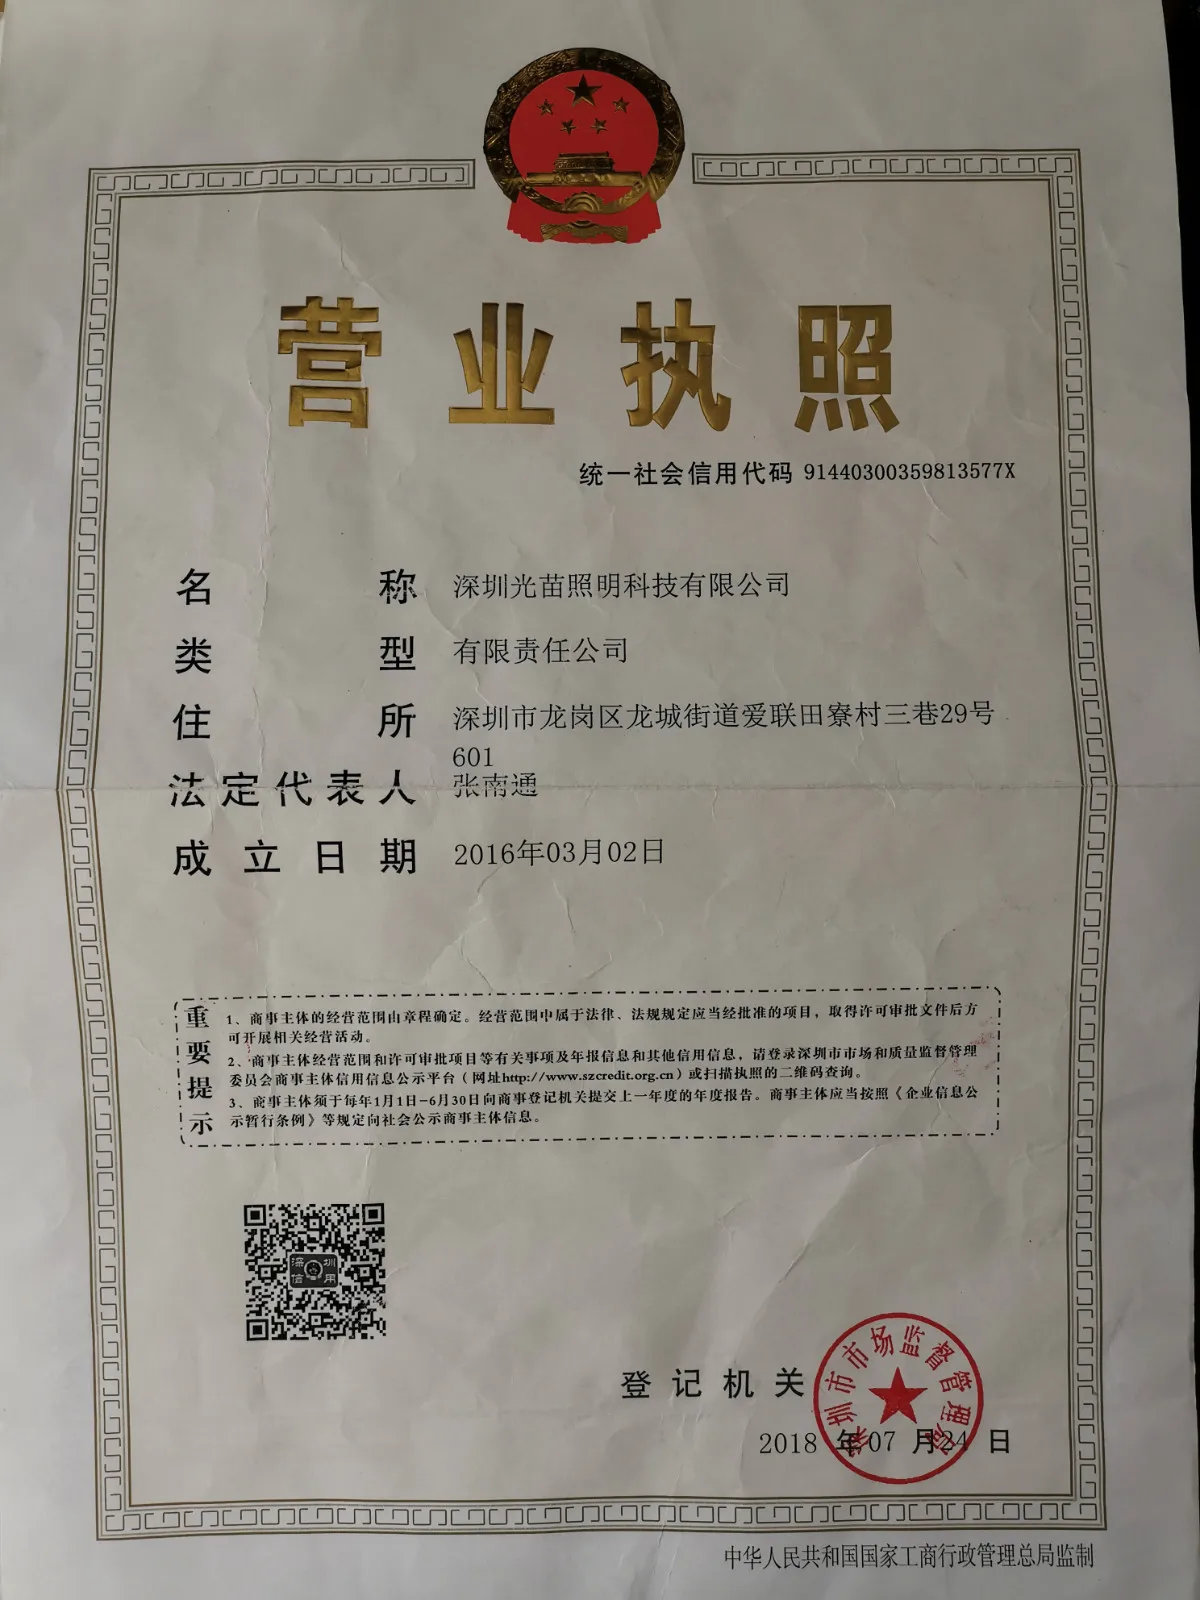 营业执照
统一社会信用代码 91440300359813577X
名称 深圳光苗照明科技有限公司
类型 有限责任公司
住所 深圳市龙岗区龙城街道爱联田寮村三巷29号
601
法定代表人 张南通
成立日期 2016年03月02日
重要提示
1、商事主体的经营范围由章程确定。经营范围中属于法律、法规规定应当经批准的项目，取得许可审批文件后方
可开展相关经营活动。
2、商事主体经营范围和许可审批项目等有关事项及年报信息和其他信用信息，请登录深圳市市场和质量监督管理
委员会商事主体信用信息公示平台（网址http://www.szcredit.org.cn）或扫描执照的二维码查询。
3、商事主体须于每年1月1日-6月30日向商事登记机关提交上一年度的年度报告。商事主体应当按照《企业信息公
示暂行条例》等规定向社会公示商事主体信息。
深圳
信用
登记机关
深圳市市场监督管理局
2018 年 07 月 24 日
中华人民共和国国家工商行政管理总局监制